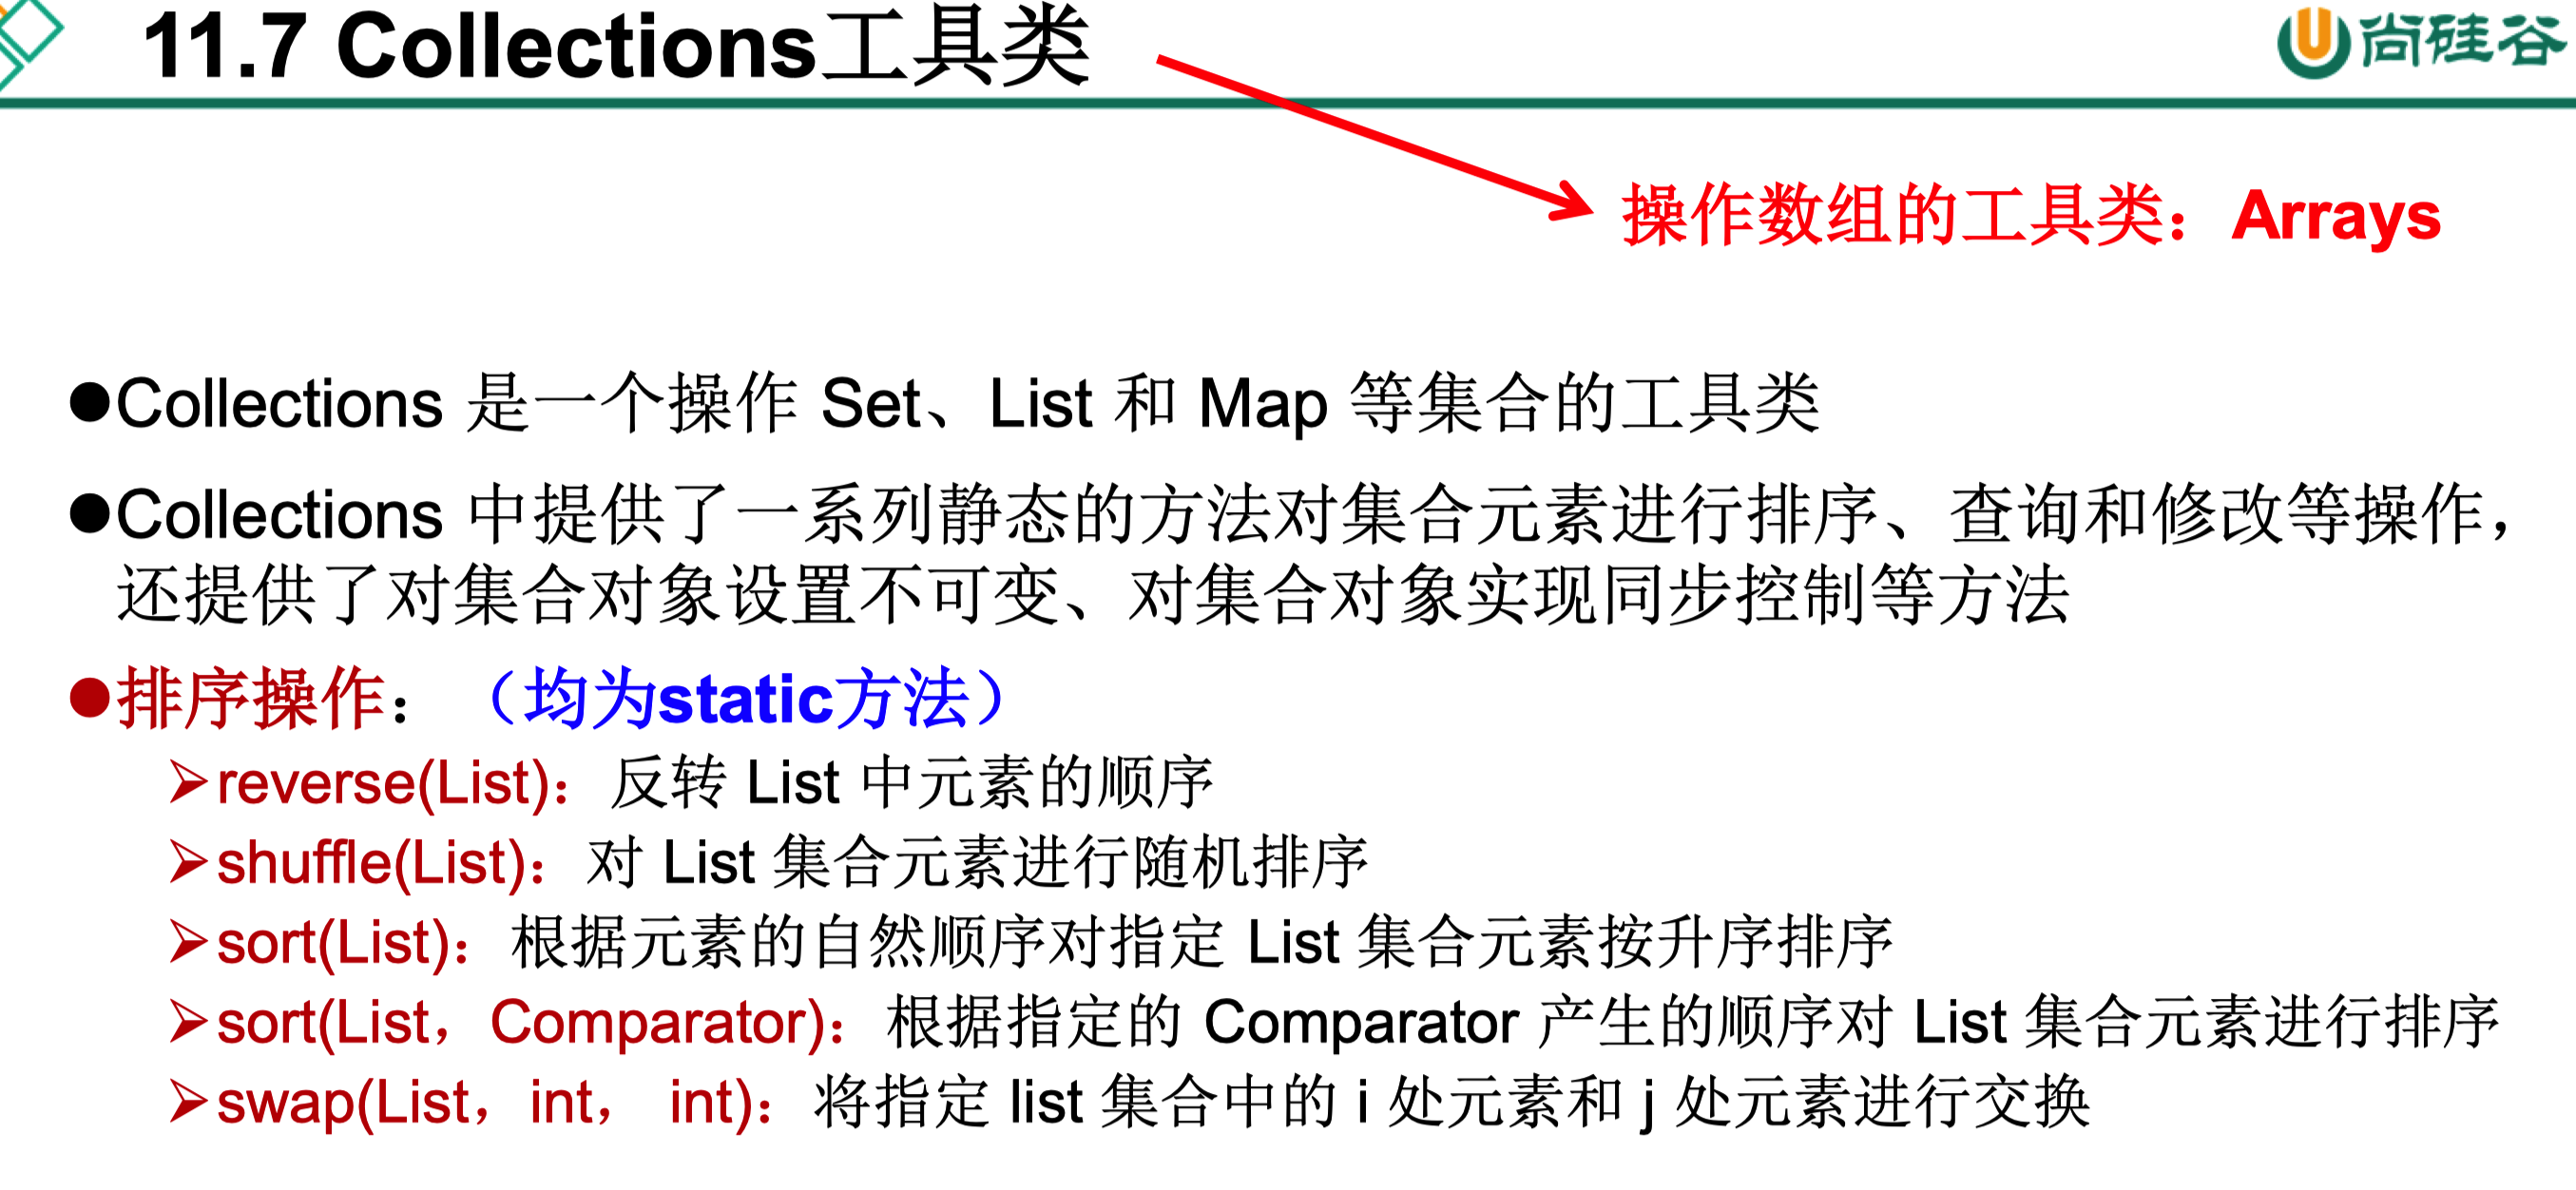 11.7 Collections工具类
尚硅谷
操作数组的工具类：Arrays
●Collections 是一个操作 Set、List 和 Map 等集合的工具类
●Collections 中提供了一系列静态的方法对集合元素进行排序、查询和修改等操作，
还提供了对集合对象设置不可变、对集合对象实现同步控制等方法
●排序操作：（均为static方法）
➢reverse(List)：反转 List 中元素的顺序
➢shuffle(List)：对 List 集合元素进行随机排序
➢sort(List)：根据元素的自然顺序对指定 List 集合元素按升序排序
➢sort(List，Comparator)：根据指定的 Comparator 产生的顺序对 List 集合元素进行排序
➢swap(List，int， int)：将指定 list 集合中的 i 处元素和 j 处元素进行交换